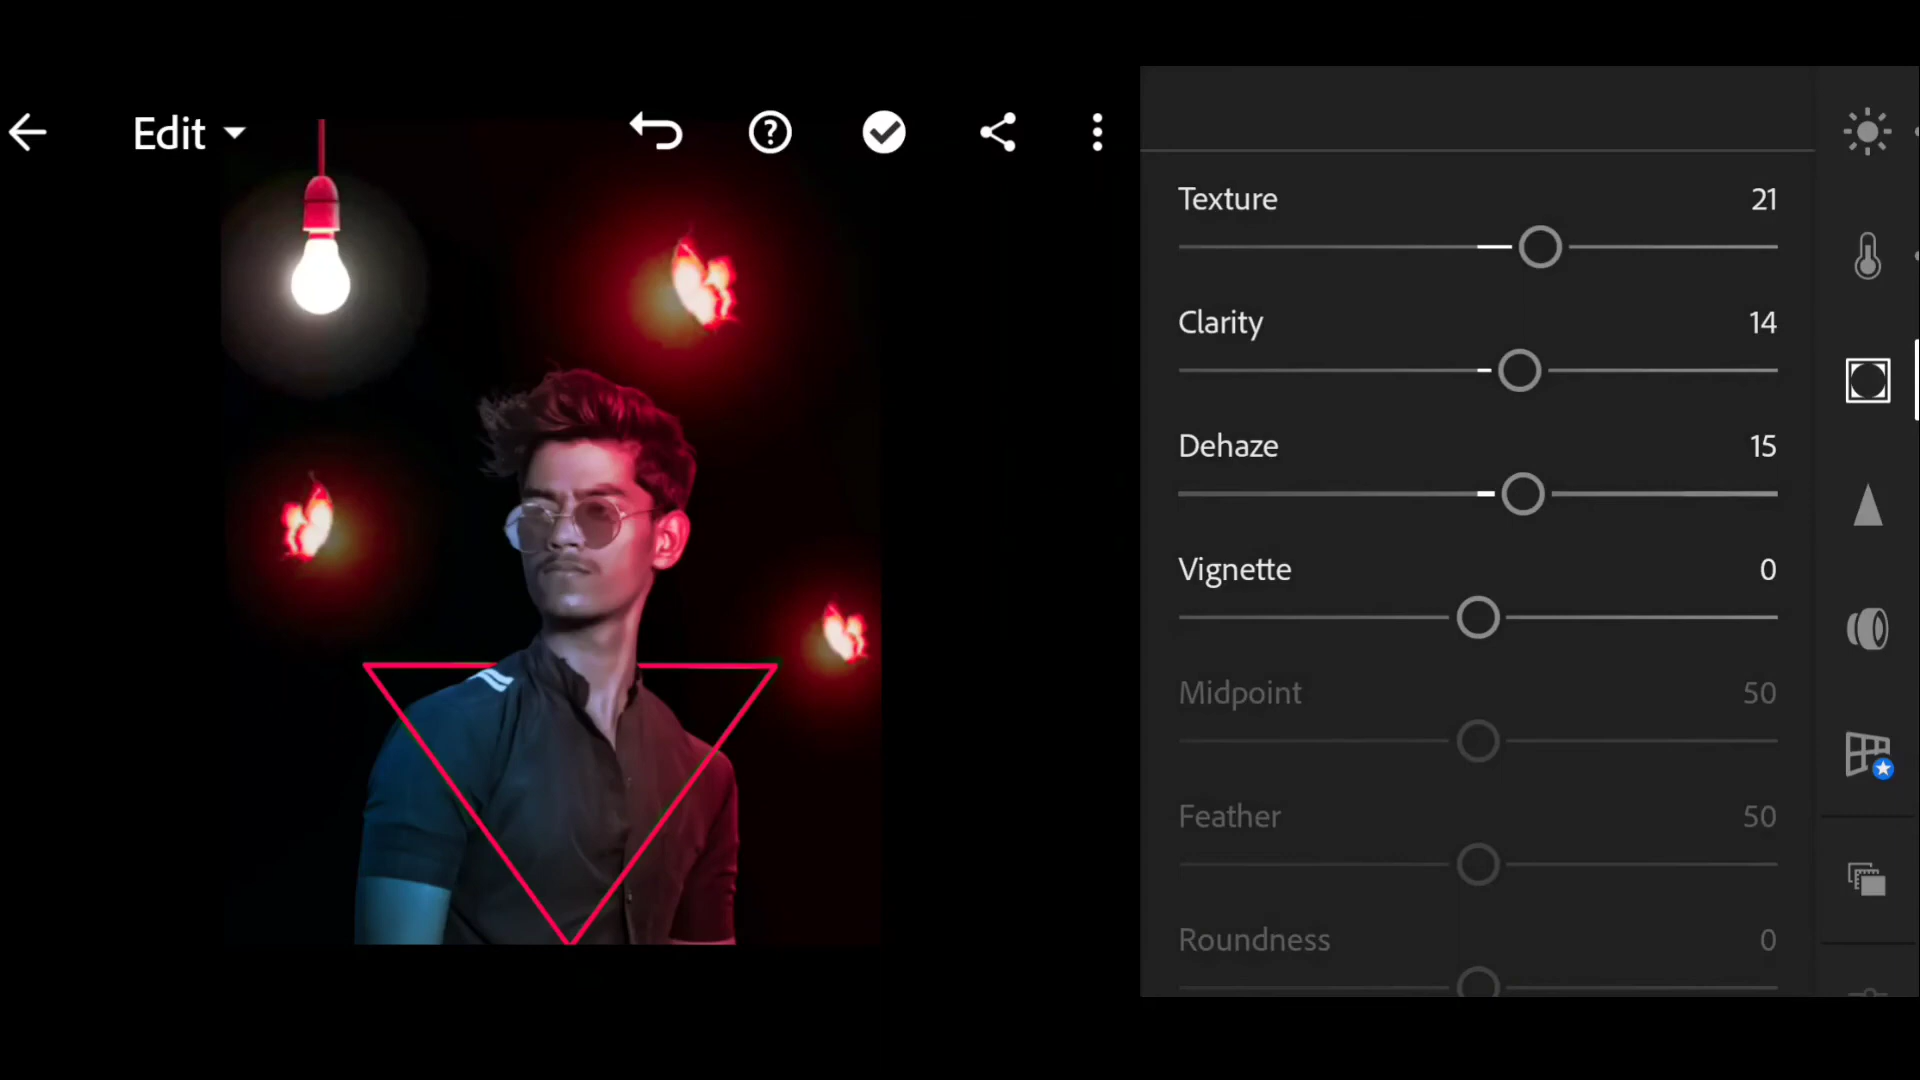 Edit
Texture 21
Clarity 14
Dehaze 15
Vignette 0
Midpoint 50
Feather 50
Roundness 0